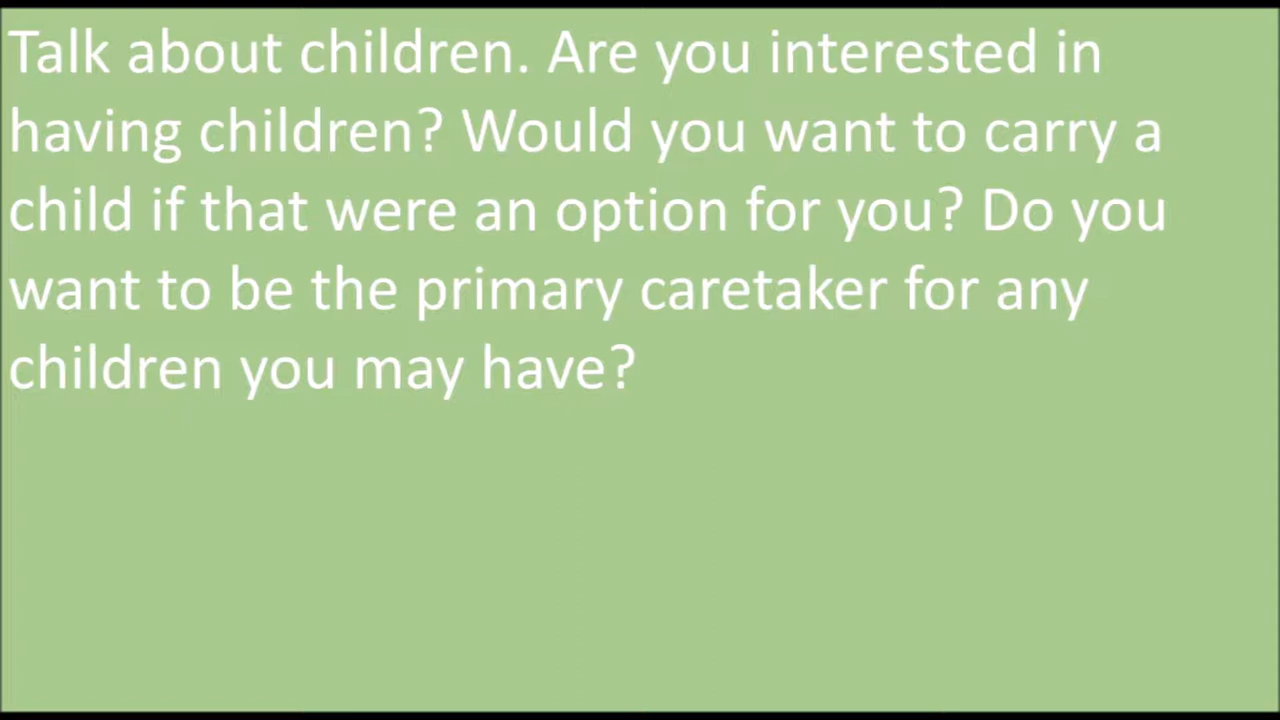 Talk about children. Are you interested in
having children? Would you want to carry a
child if that were an option for you? Do you
want to be the primary caretaker for any
children you may have?